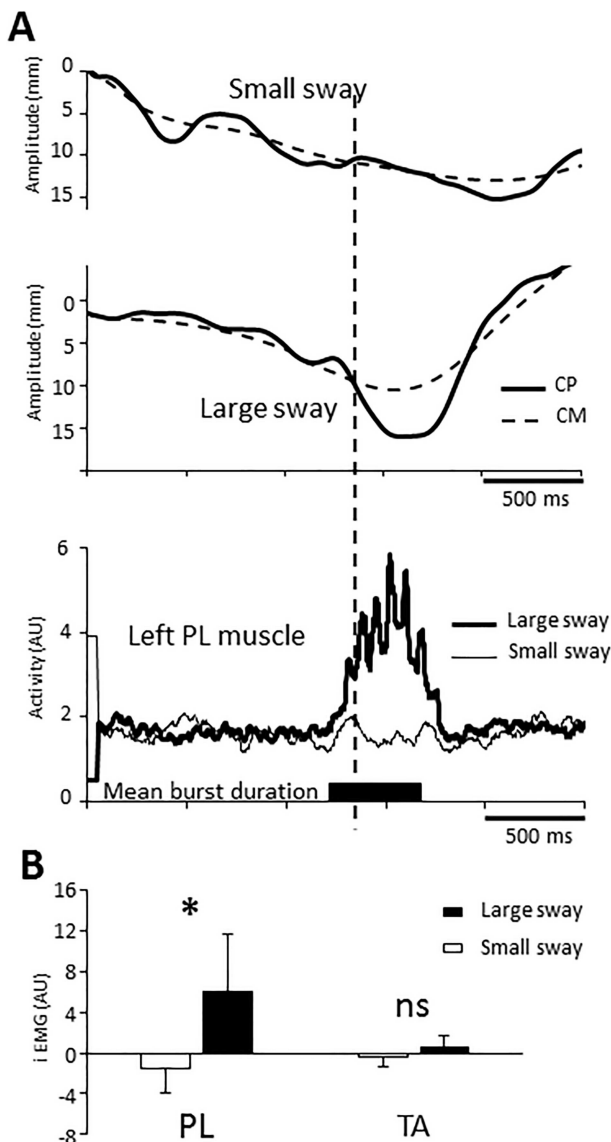 A
0
5
10
15
Amplitude (mm)
Small sway
0
5
10
15
Amplitude (mm)
Large sway
CP
CM
500 ms
6
4
2
0
Activity (AU)
Left PL muscle
Large sway
Small sway
Mean burst duration
500 ms
B
16
12
8
4
0
-4
-8
i EMG (AU)
*
Large sway
Small sway
ns
PL
TA